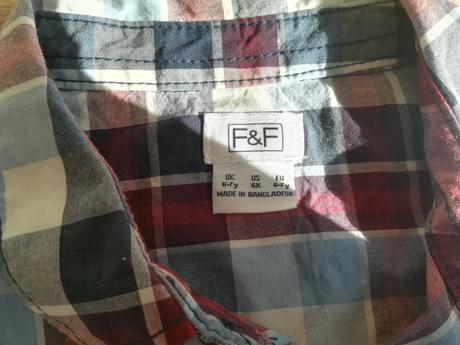 F&F
UK US EU
6-7y 6X 6-7y
MADE IN BANGLADESH